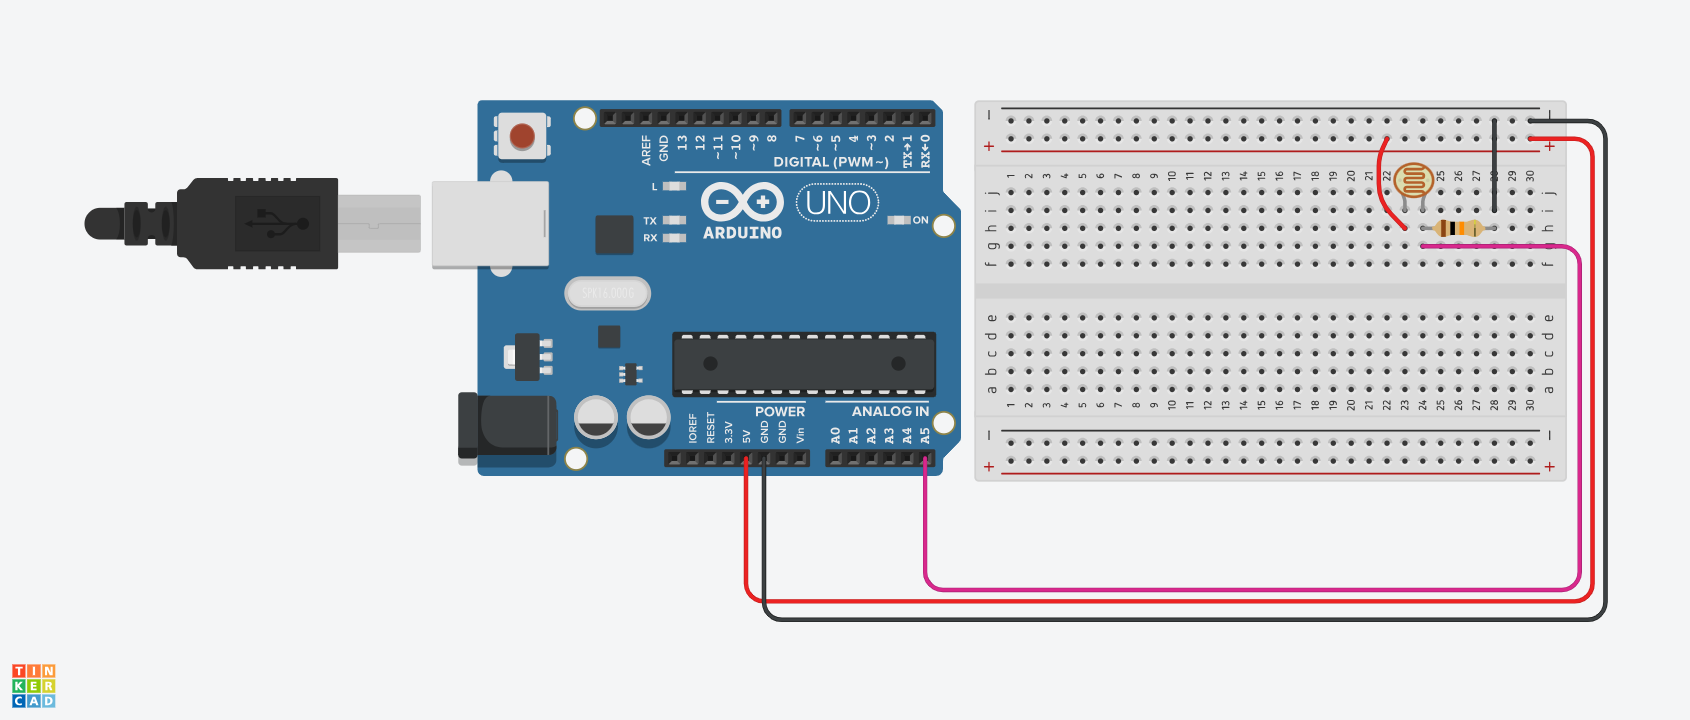 AREF
GND
13
12
~11
~10
~9
8
7
~6
~5
4
~3
2
TX→1
RX←0
DIGITAL (PWM~)
L
TX
RX
ARDUINO
UNO
ON
SPK16.000G
POWER
ANALOG IN
IOREF
RESET
3.3V
5V
GND
GND
Vin
A0
A1
A2
A3
A4
A5
− −
+ +
1 2 3 4 5 6 7 8 9 10 11 12 13 14 15 16 17 18 19 20 21 22 25 26 27 28 29 30
j j
i i
h h
g g
f f
e e
d d
c c
b b
a a
1 2 3 4 5 6 7 8 9 10 11 12 13 14 15 16 17 18 19 20 21 22 23 24 25 26 27 28 29 30
− −
+ +
TIN
KER
CAD